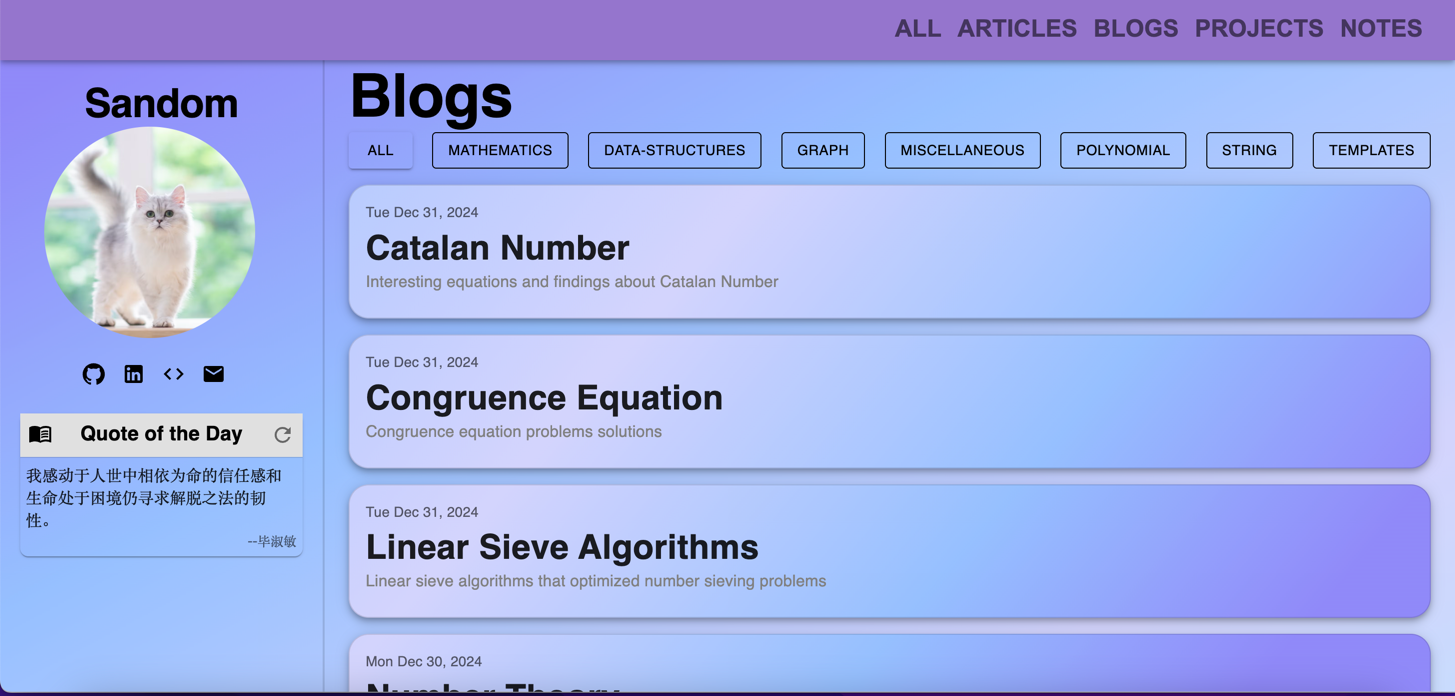 ALL ARTICLES BLOGS PROJECTS NOTES
Sandom
Quote of the Day
我感动于人世中相依为命的信任感和
生命处于困境仍寻求解脱之法的韧
性。
--毕淑敏
Blogs
ALL MATHEMATICS DATA-STRUCTURES GRAPH MISCELLANEOUS POLYNOMIAL STRING TEMPLATES
Tue Dec 31, 2024
Catalan Number
Interesting equations and findings about Catalan Number
Tue Dec 31, 2024
Congruence Equation
Congruence equation problems solutions
Tue Dec 31, 2024
Linear Sieve Algorithms
Linear sieve algorithms that optimized number sieving problems
Mon Dec 30, 2024
Number Theory